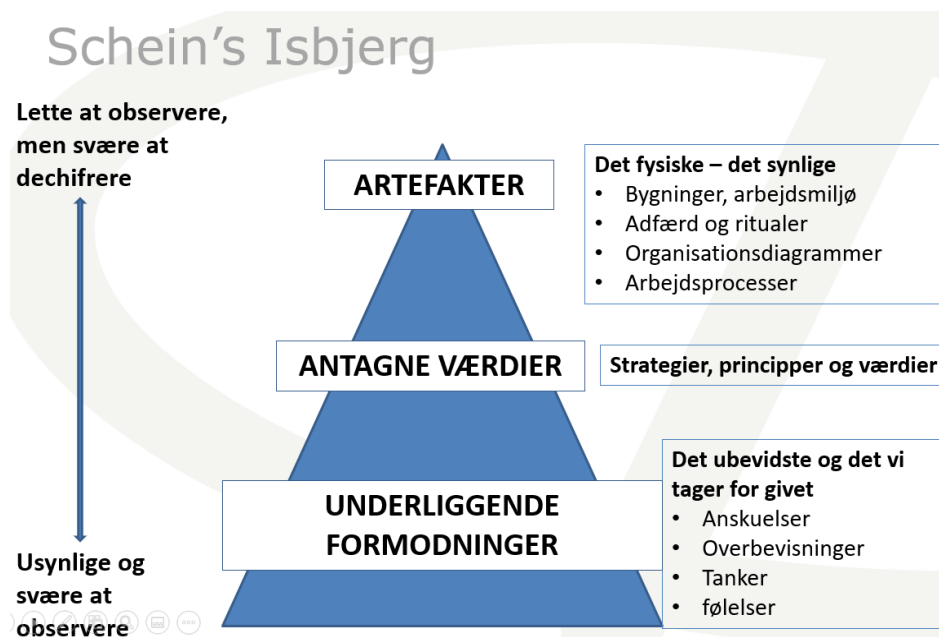 Schein's Isbjerg
Lette at observere,
men svære at
dechifrere
ARTEFAKTER
Det fysiske – det synlige
• Bygninger, arbejdsmiljø
• Adfærd og ritualer
• Organisationsdiagrammer
• Arbejdsprocesser
ANTAGNE VÆRDIER
Strategier, principper og værdier
UNDERLIGGENDE
FORMODNINGER
Det ubevidste og det vi
tager for givet
• Anskuelser
• Overbevisninger
• Tanker
• følelser
Usynlige og
svære at
observere